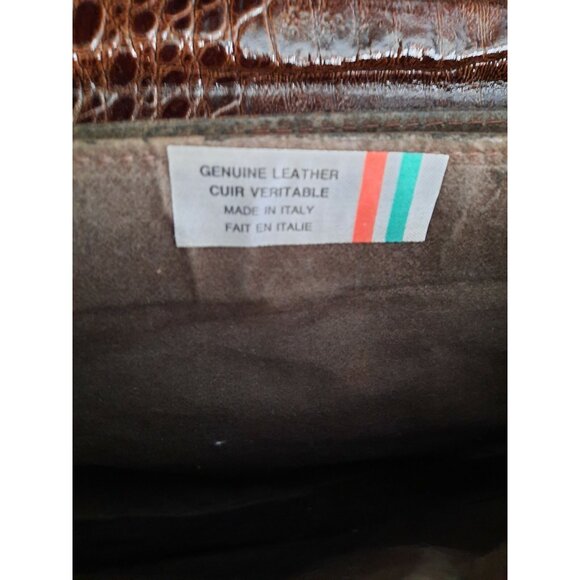 GENUINE LEATHER
CUIR VERITABLE
MADE IN ITALY
FAIT EN ITALIE